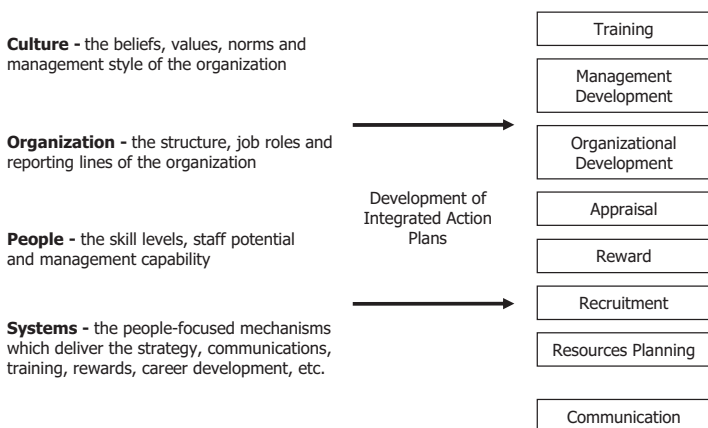 Culture - the beliefs, values, norms and
management style of the organization
Organization - the structure, job roles and
reporting lines of the organization
People - the skill levels, staff potential
and management capability
Systems - the people-focused mechanisms
which deliver the strategy, communications,
training, rewards, career development, etc.
Development of
Integrated Action
Plans
Training
Management
Development
Organizational
Development
Appraisal
Reward
Recruitment
Resources Planning
Communication